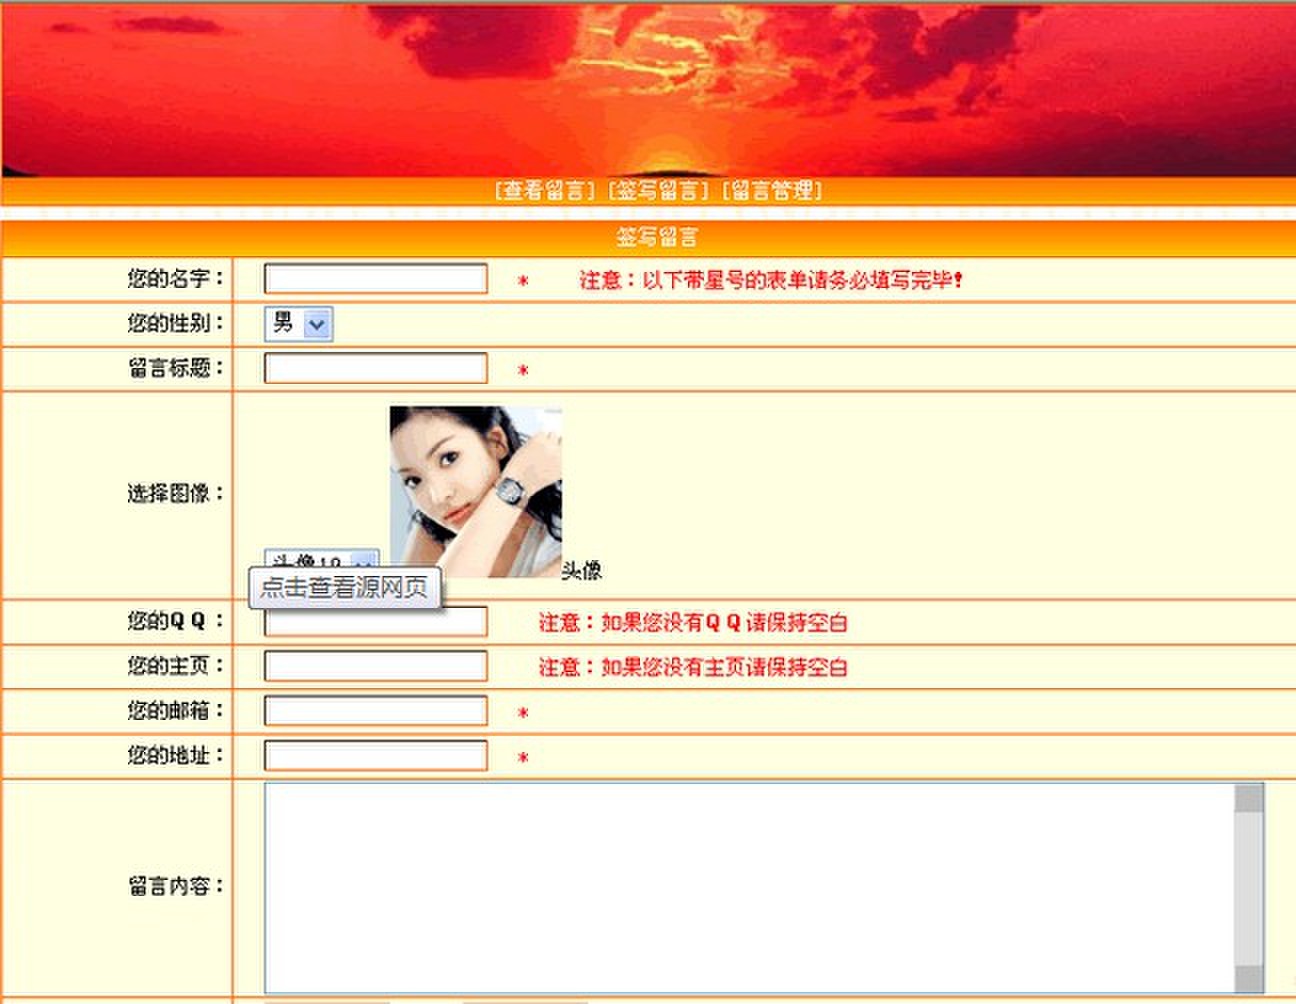 [查看留言] [签写留言] [留言管理]
签写留言
您的名字： * 注意：以下带星号的表单请务必填写完毕！
您的性别： 男
留言标题： *
选择图像： 头像
点击查看源网页
您的QQ： 注意：如果您没有QQ请保持空白
您的主页： 注意：如果您没有主页请保持空白
您的邮箱： *
您的地址： *
留言内容：